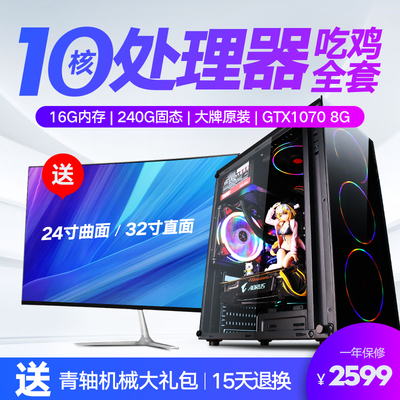 10核处理器 吃鸡全套
16G内存 | 240G固态 | 大牌原装 | GTX1070 8G
送
24寸曲面 / 32寸直面
AORUS
送 青轴机械大礼包 | 15天退换
一年保修
¥2599